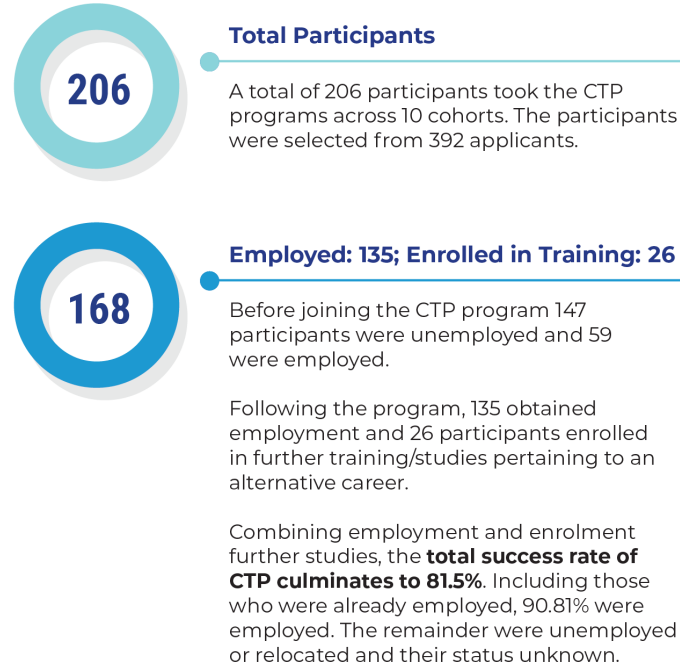 206
Total Participants
A total of 206 participants took the CTP
programs across 10 cohorts. The participants
were selected from 392 applicants.
168
Employed: 135; Enrolled in Training: 26
Before joining the CTP program 147
participants were unemployed and 59
were employed.
Following the program, 135 obtained
employment and 26 participants enrolled
in further training/studies pertaining to an
alternative career.
Combining employment and enrolment
further studies, the total success rate of
CTP culminates to 81.5%. Including those
who were already employed, 90.81% were
employed. The remainder were unemployed
or relocated and their status unknown.